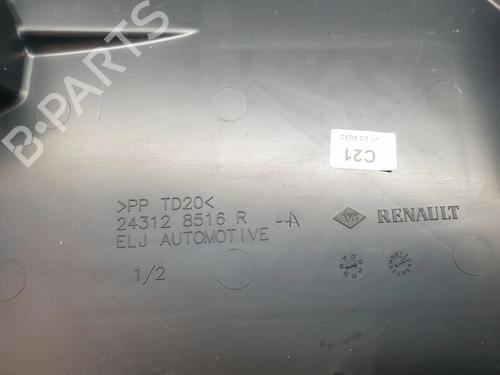 B-PARTS
C21
>PP TD20<
24312 8516 R -A
ELJ AUTOMOTIVE
RENAULT
1/2